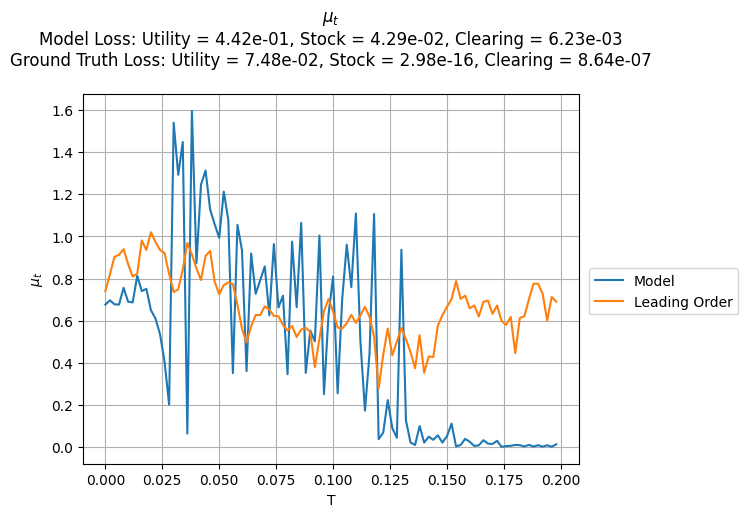 μt
Model Loss: Utility = 4.42e-01, Stock = 4.29e-02, Clearing = 6.23e-03
Ground Truth Loss: Utility = 7.48e-02, Stock = 2.98e-16, Clearing = 8.64e-07
1.6
1.4
1.2
1.0
0.8
0.6
0.4
0.2
0.0
μt
0.000 0.025 0.050 0.075 0.100 0.125 0.150 0.175 0.200
T
Model
Leading Order